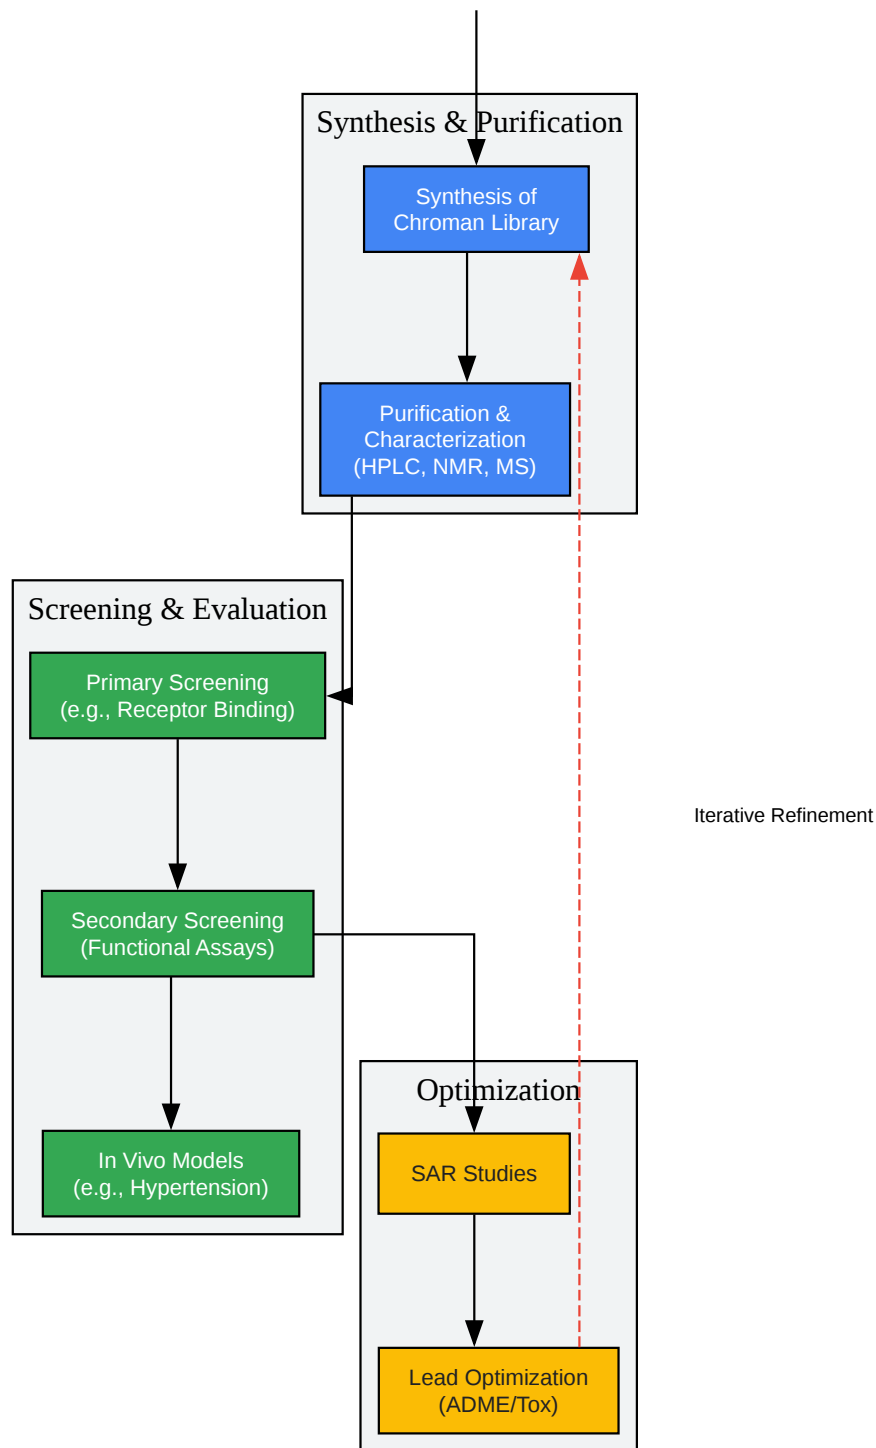 Synthesis & Purification
Synthesis of
Chroman Library
Purification &
Characterization
(HPLC, NMR, MS)
Screening & Evaluation
Primary Screening
(e.g., Receptor Binding)
Iterative Refinement
Secondary Screening
(Functional Assays)
Optimization
In Vivo Models
(e.g., Hypertension)
SAR Studies
Lead Optimization
(ADME/Tox)